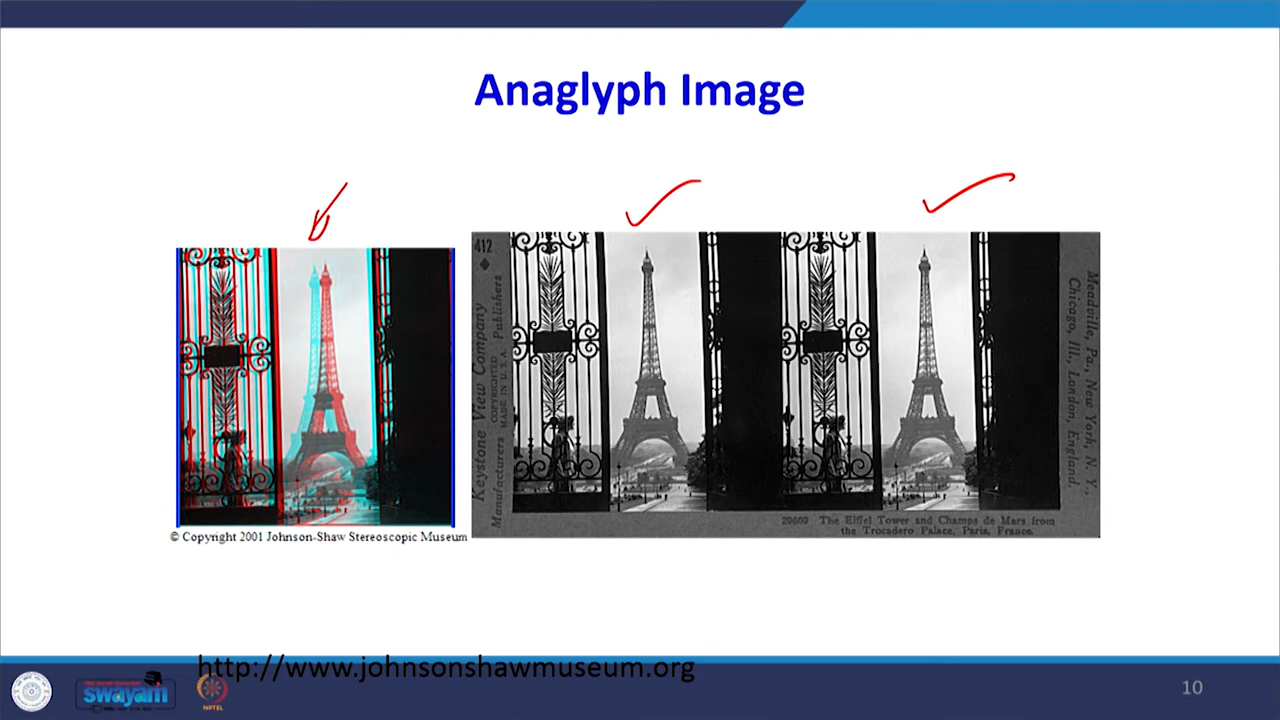 Anaglyph Image
412
Keystone View Company
Manufacturers Publishers
COPYRIGHTED
MADE IN U.S.A.
Meadville, Pa., New York, N. Y.,
Chicago, Ill., London, England.
29609 The Eiffel Tower and Champs de Mars from
the Trocadero Palace, Paris, France.
© Copyright 2001 Johnson-Shaw Stereoscopic Museum
http://www.johnsonshawmuseum.org
swayam
NPTEL
10